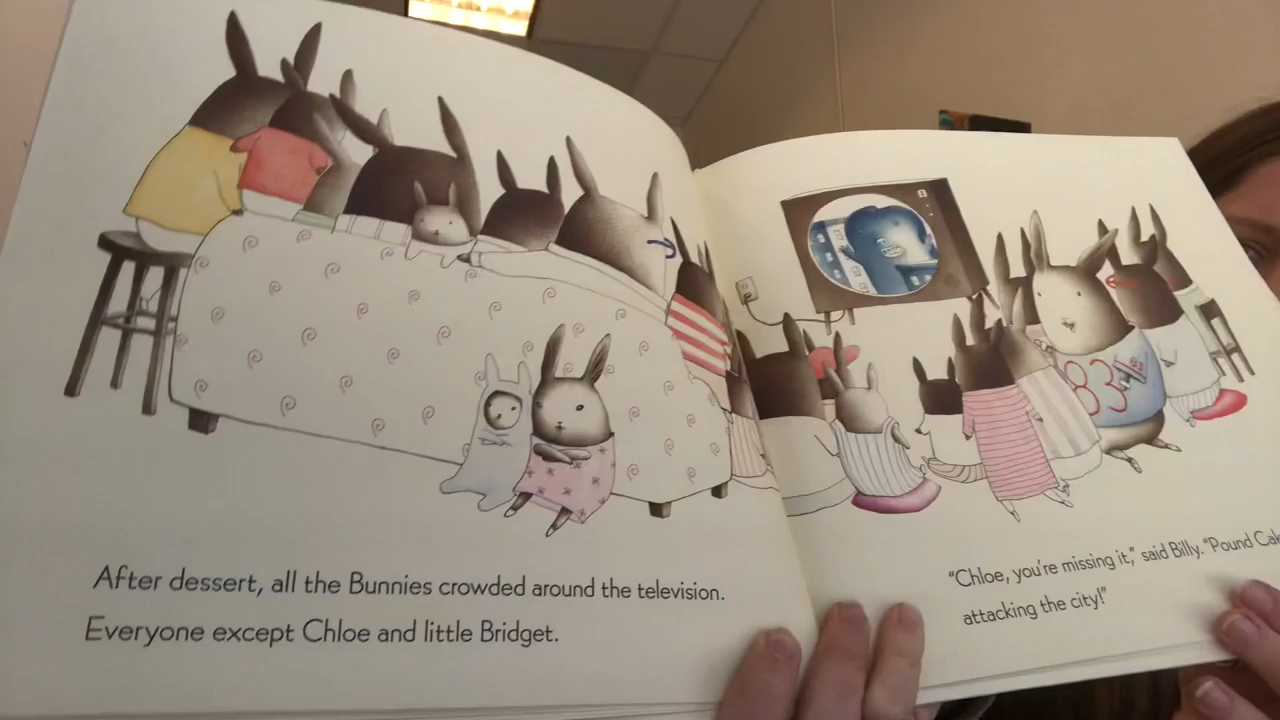 After dessert, all the Bunnies crowded around the television.
Everyone except Chloe and little Bridget.
83
"Chloe, you're missing it," said Billy. "Pound Cak
attacking the city!"